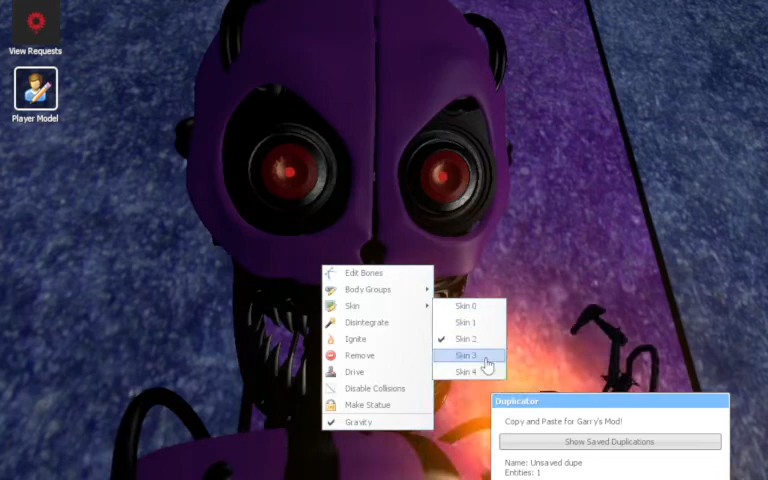 View Requests
Player Model
Edit Bones
Body Groups
Skin
Disintegrate
Ignite
Remove
Drive
Disable Collisions
Make Statue
Gravity
Skin 0
Skin 1
Skin 2
Skin 3
Skin 4
Duplicator
Copy and Paste for Garry's Mod!
Show Saved Duplications
Name: Unsaved dupe
Entities: 1